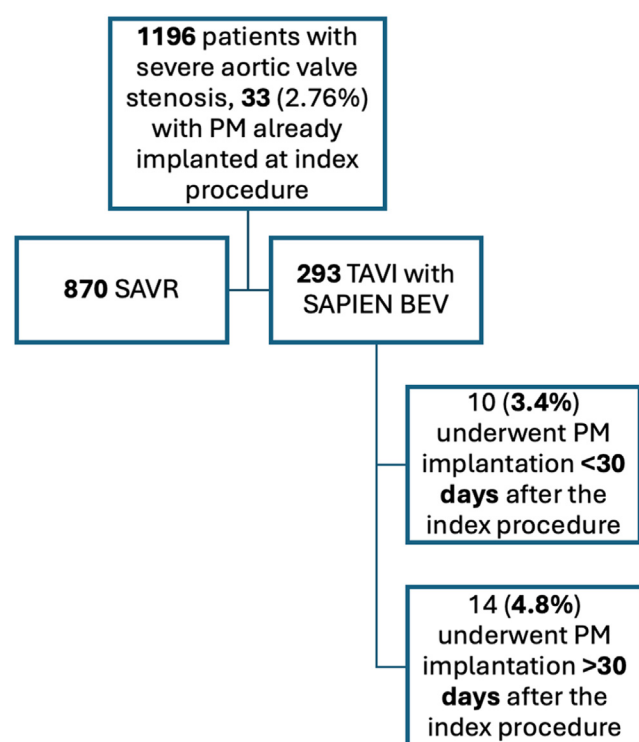 1196 patients with
severe aortic valve
stenosis, 33 (2.76%)
with PM already
implanted at index
procedure
870 SAVR
293 TAVI with
SAPIEN BEV
10 (3.4%)
underwent PM
implantation <30
days after the
index procedure
14 (4.8%)
underwent PM
implantation >30
days after the
index procedure